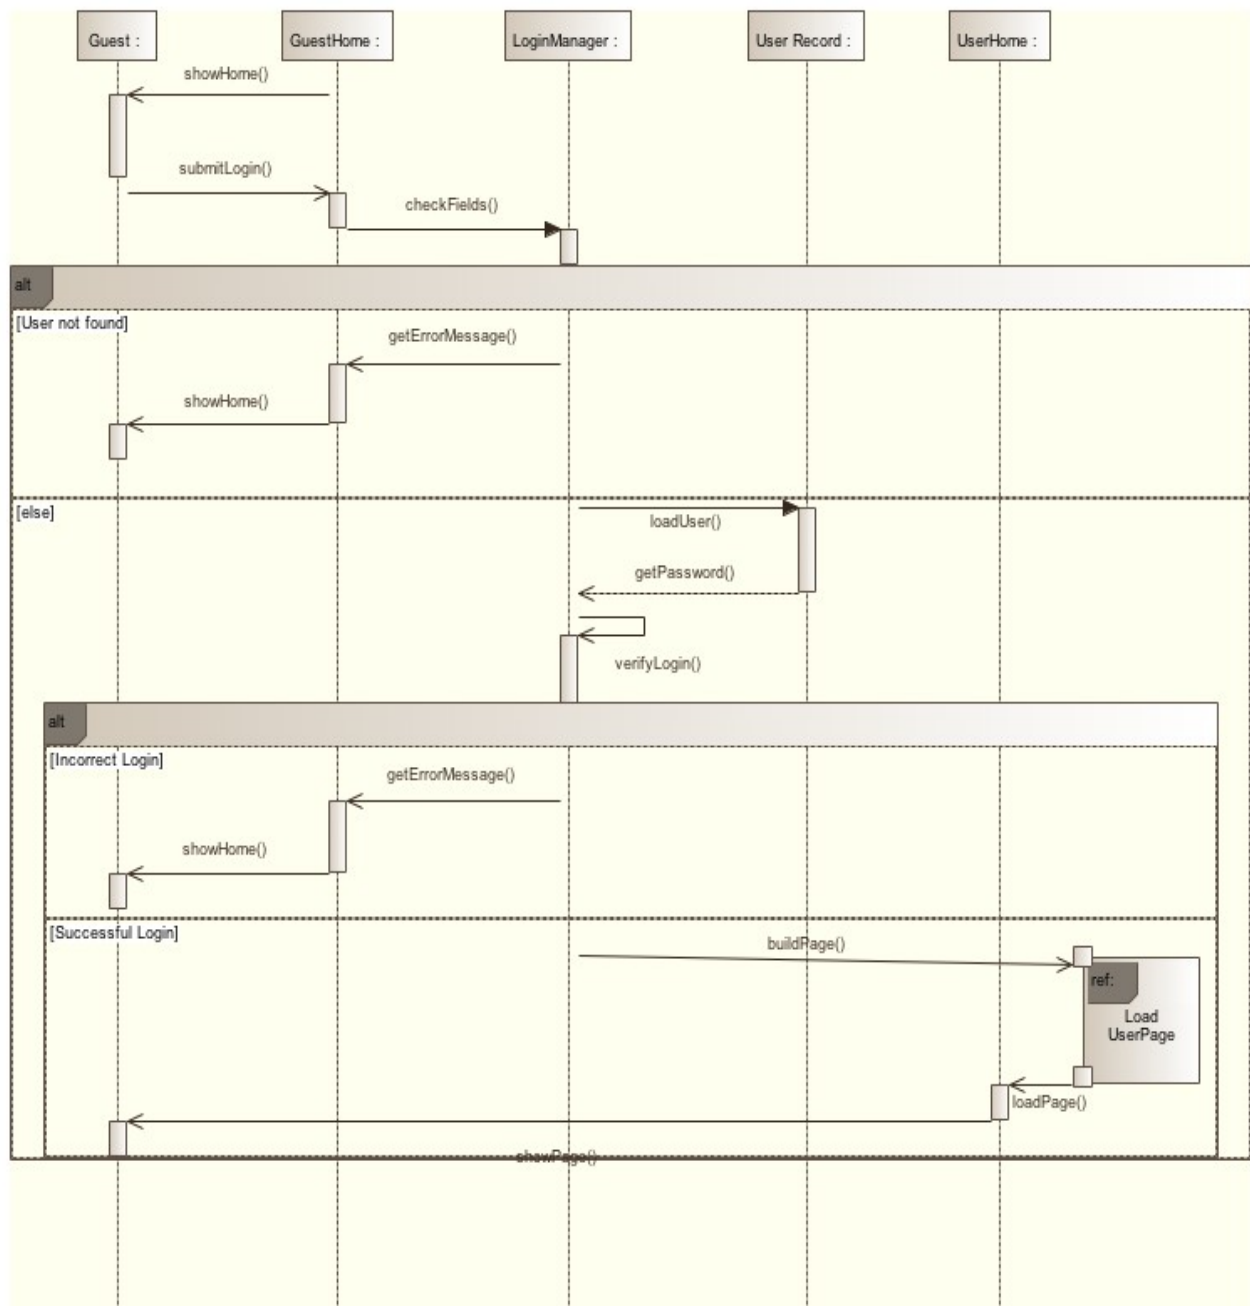 Guest :
GuestHome :
LoginManager :
User Record :
UserHome :
showHome()
submitLogin()
checkFields()
alt
[User not found]
getErrorMessage()
showHome()
[else]
loadUser()
getPassword()
verifyLogin()
alt
[Incorrect Login]
getErrorMessage()
showHome()
[Successful Login]
buildPage()
ref:
Load
UserPage
loadPage()
showPage()